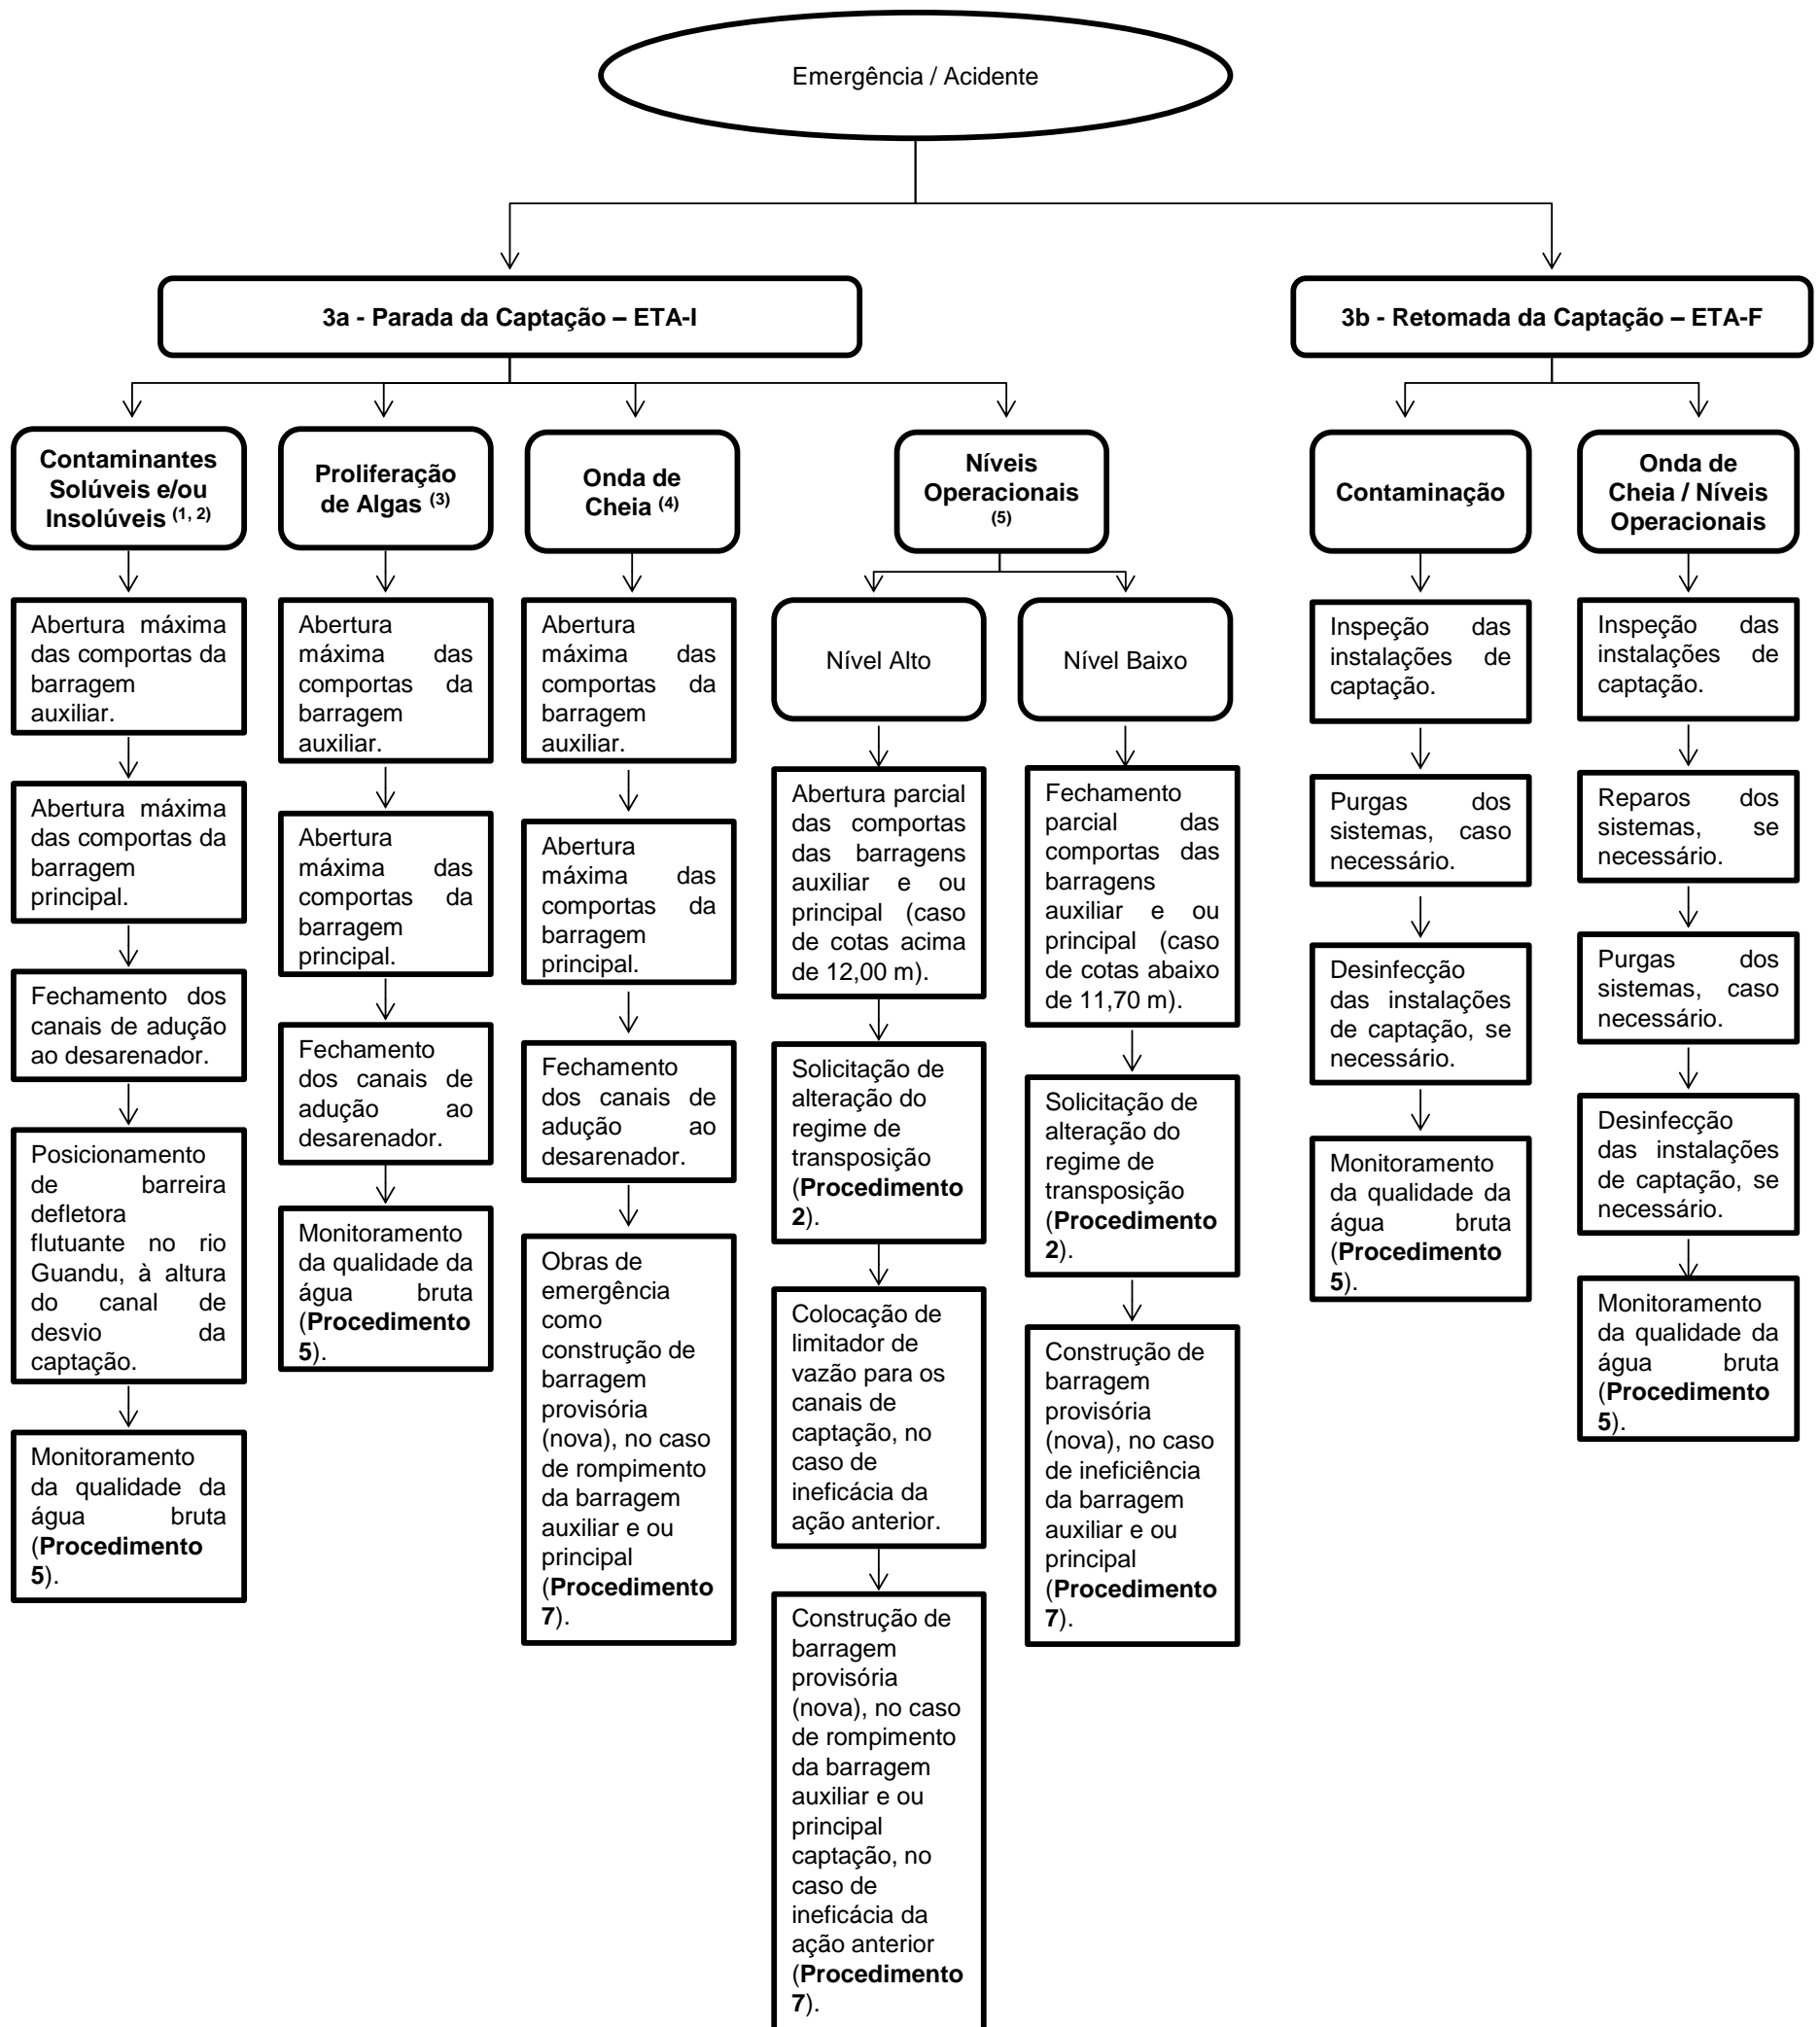 Emergência / Acidente
3a - Parada da Captação – ETA-I
3b - Retomada da Captação – ETA-F
Contaminantes
Solúveis e/ou
Insolúveis (1, 2)
Abertura máxima
das comportas da
barragem
auxiliar.
Abertura máxima
das comportas da
barragem
principal.
Fechamento dos
canais de adução
ao desarenador.
Posicionamento
de barreira
defletora
flutuante no rio
Guandu, à altura
do canal de
desvio da
captação.
Monitoramento
da qualidade da
água bruta
(Procedimento
5).
Proliferação
de Algas (3)
Abertura
máxima das
comportas da
barragem
auxiliar.
Abertura
máxima das
comportas da
barragem
principal.
Fechamento
dos canais de
adução ao
desarenador.
Monitoramento
da qualidade da
água bruta
(Procedimento
5).
Onda de
Cheia (4)
Abertura
máxima das
comportas da
barragem
auxiliar.
Abertura
máxima das
comportas da
barragem
principal.
Fechamento
dos canais de
adução ao
desarenador.
Obras de
emergência
como
construção de
barragem
provisória
(nova), no caso
de rompimento
da barragem
auxiliar e ou
principal
(Procedimento
7).
Níveis
Operacionais
(5)
Nível Alto
Abertura parcial
das comportas
das barragens
auxiliar e ou
principal (caso
de cotas acima
de 12,00 m).
Solicitação de
alteração do
regime de
transposição
(Procedimento
2).
Colocação de
limitador de
vazão para os
canais de
captação, no
caso de
ineficácia da
ação anterior.
Construção de
barragem
provisória
(nova), no caso
de rompimento
da barragem
auxiliar e ou
principal
captação, no
caso de
ineficácia da
ação anterior
(Procedimento
7).
Nível Baixo
Fechamento
parcial das
comportas das
barragens
auxiliar e ou
principal (caso
de cotas abaixo
de 11,70 m).
Solicitação de
alteração do
regime de
transposição
(Procedimento
2).
Construção de
barragem
provisória
(nova), no caso
de ineficiência
da barragem
auxiliar e ou
principal
(Procedimento
7).
Contaminação
Inspeção das
instalações de
captação.
Purgas dos
sistemas, caso
necessário.
Desinfecção
das instalações
de captação, se
necessário.
Monitoramento
da qualidade da
água bruta
(Procedimento
5).
Onda de
Cheia / Níveis
Operacionais
Inspeção das
instalações de
captação.
Reparos dos
sistemas, se
necessário.
Purgas dos
sistemas, caso
necessário.
Desinfecção
das instalações
de captação, se
necessário.
Monitoramento
da qualidade da
água bruta
(Procedimento
5).